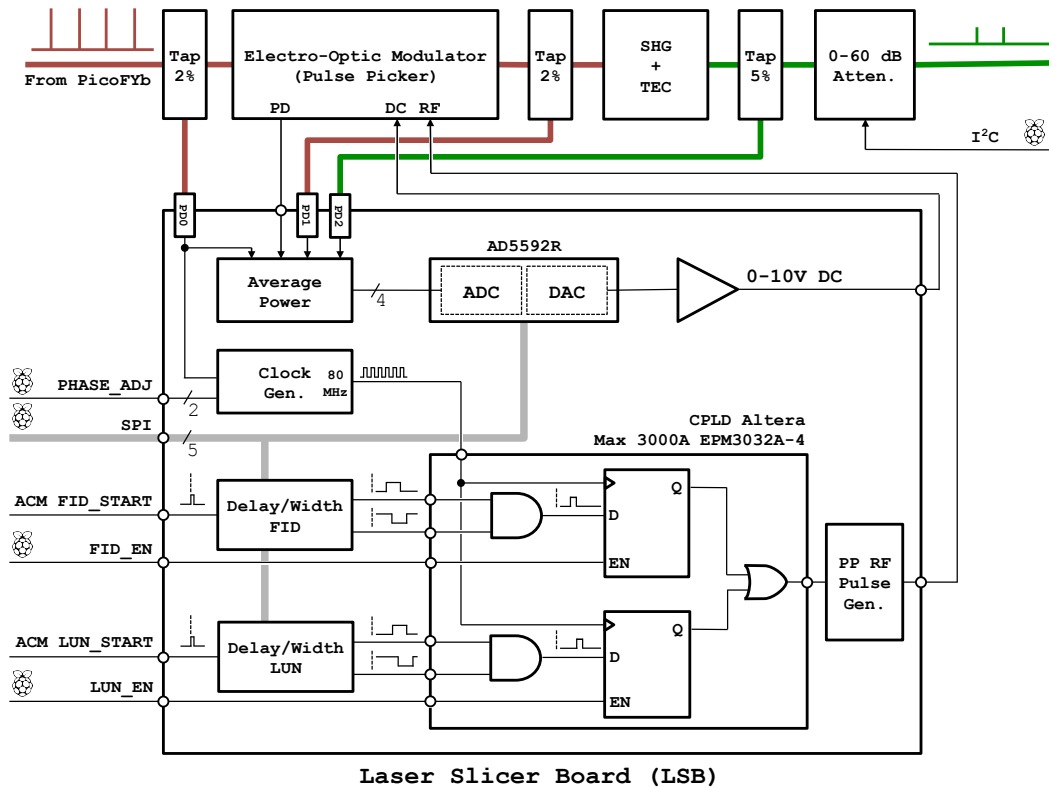 From PicoFYb
Tap
2%
Electro-Optic Modulator
(Pulse Picker)
PD
DC
RF
Tap
2%
SHG
+
TEC
Tap
5%
0-60 dB
Atten.
I²C
PD0
PD1
PD2
Average
Power
4
AD5592R
ADC
DAC
0-10V DC
Clock
Gen.
80
MHz
PHASE_ADJ
2
SPI
5
CPLD Altera
Max 3000A EPM3032A-4
ACM FID_START
Delay/Width
FID
FID_EN
Q
D
EN
PP RF
Pulse
Gen.
ACM LUN_START
Delay/Width
LUN
LUN_EN
Q
D
EN
Laser Slicer Board (LSB)